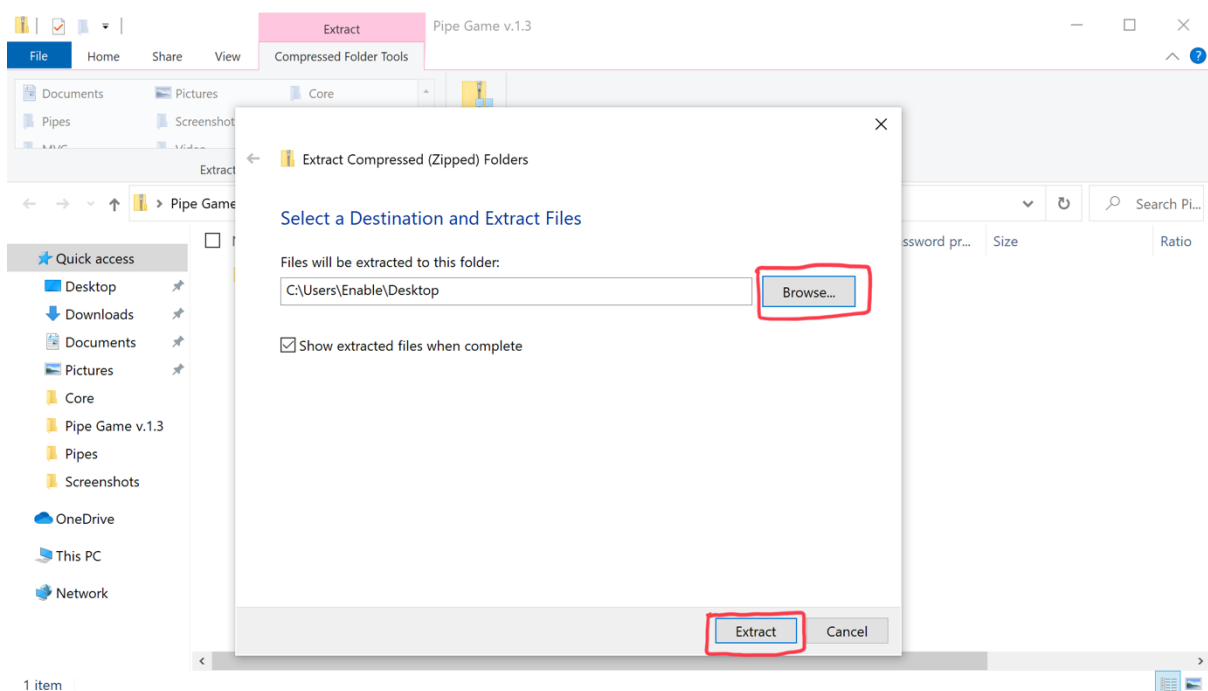 Extract
Pipe Game v.1.3
File
Home
Share
View
Compressed Folder Tools
Documents
Pictures
Core
Pipes
Screenshot
Extract
Pipe Game
Search Pi...
Extract Compressed (Zipped) Folders
Select a Destination and Extract Files
Files will be extracted to this folder:
C:\Users\Enable\Desktop
Browse...
Show extracted files when complete
ssword pr...
Size
Ratio
Quick access
Desktop
Downloads
Documents
Pictures
Core
Pipe Game v.1.3
Pipes
Screenshots
OneDrive
This PC
Network
Extract
Cancel
1 item